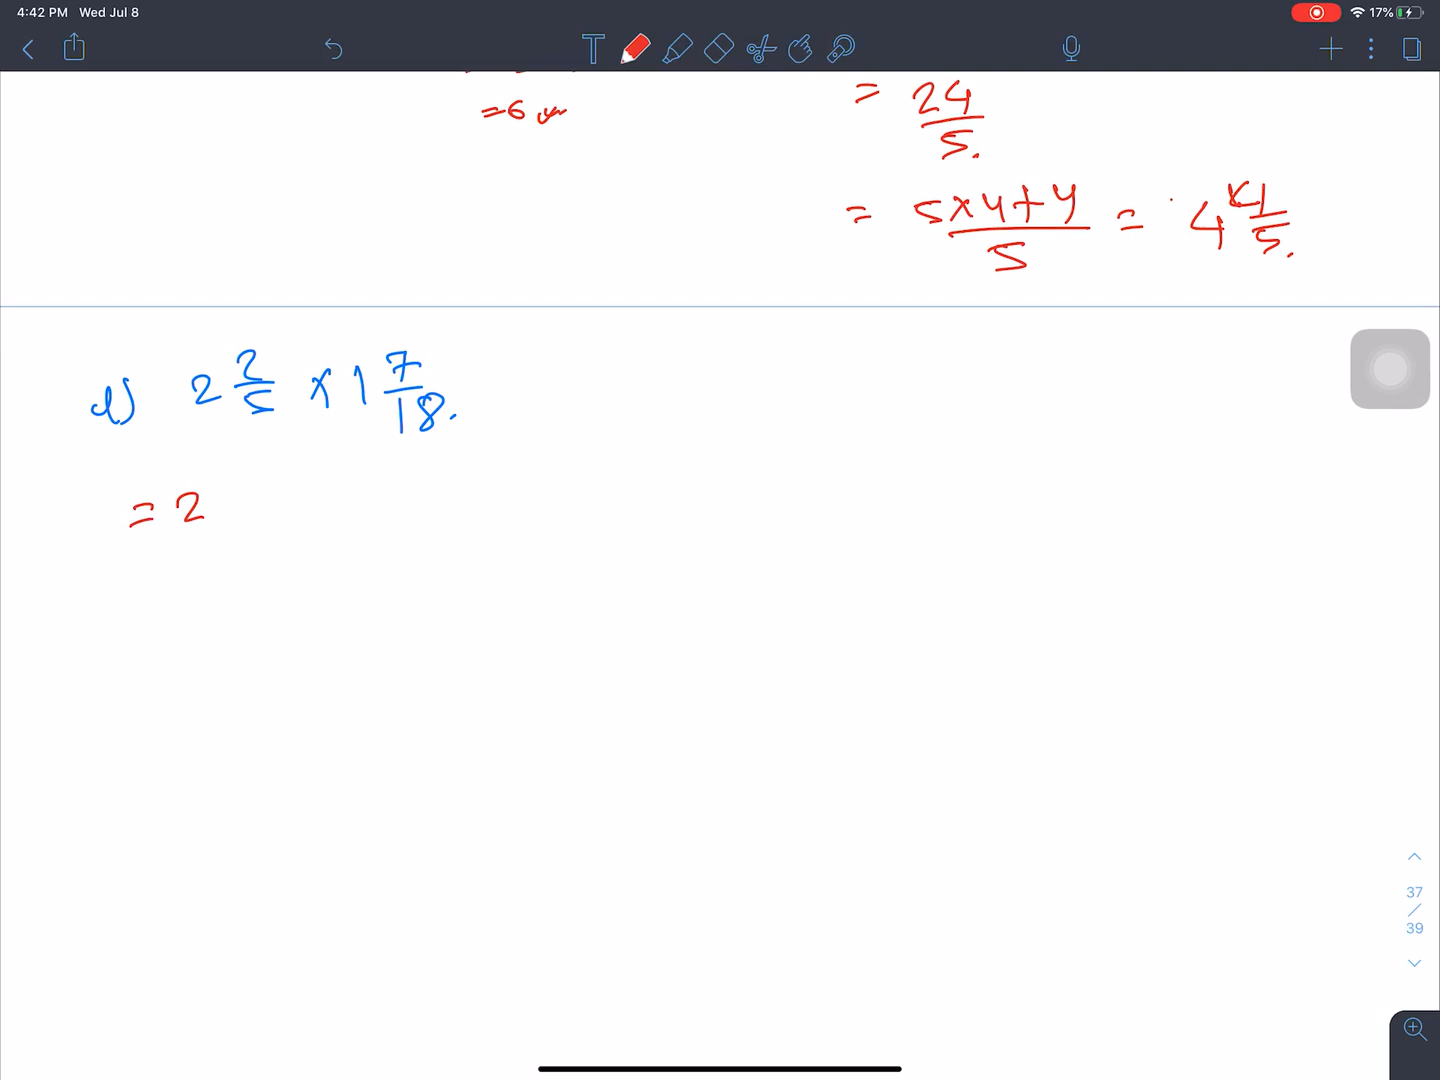 4:42 PM Wed Jul 8
17%
T
= 6
= 24/5.
= 5×4+4/5 = 4 4/5.
d) 2 2/5 × 1 7/18.
= 2
37
/
39